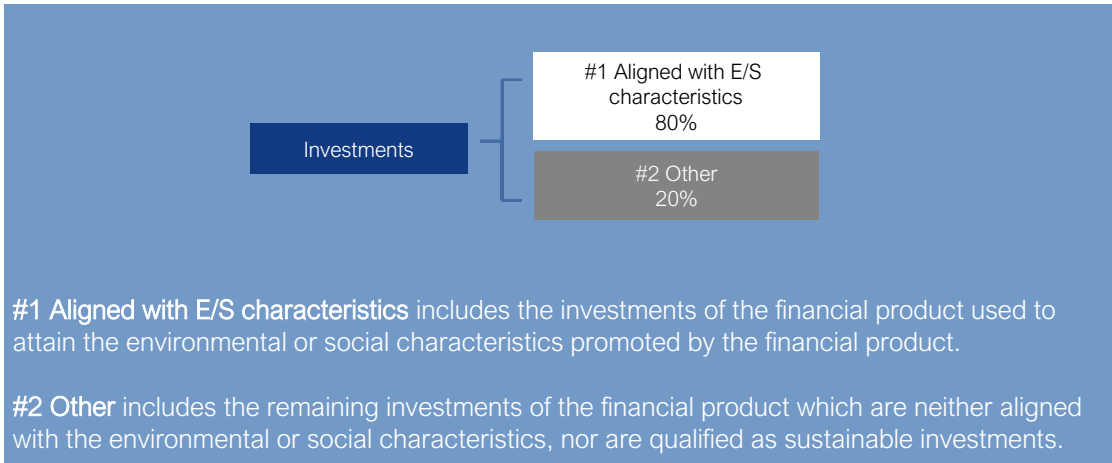 #1 Aligned with E/S
characteristics
80%
Investments
#2 Other
20%
#1 Aligned with E/S characteristics includes the investments of the financial product used to
attain the environmental or social characteristics promoted by the financial product.
#2 Other includes the remaining investments of the financial product which are neither aligned
with the environmental or social characteristics, nor are qualified as sustainable investments.